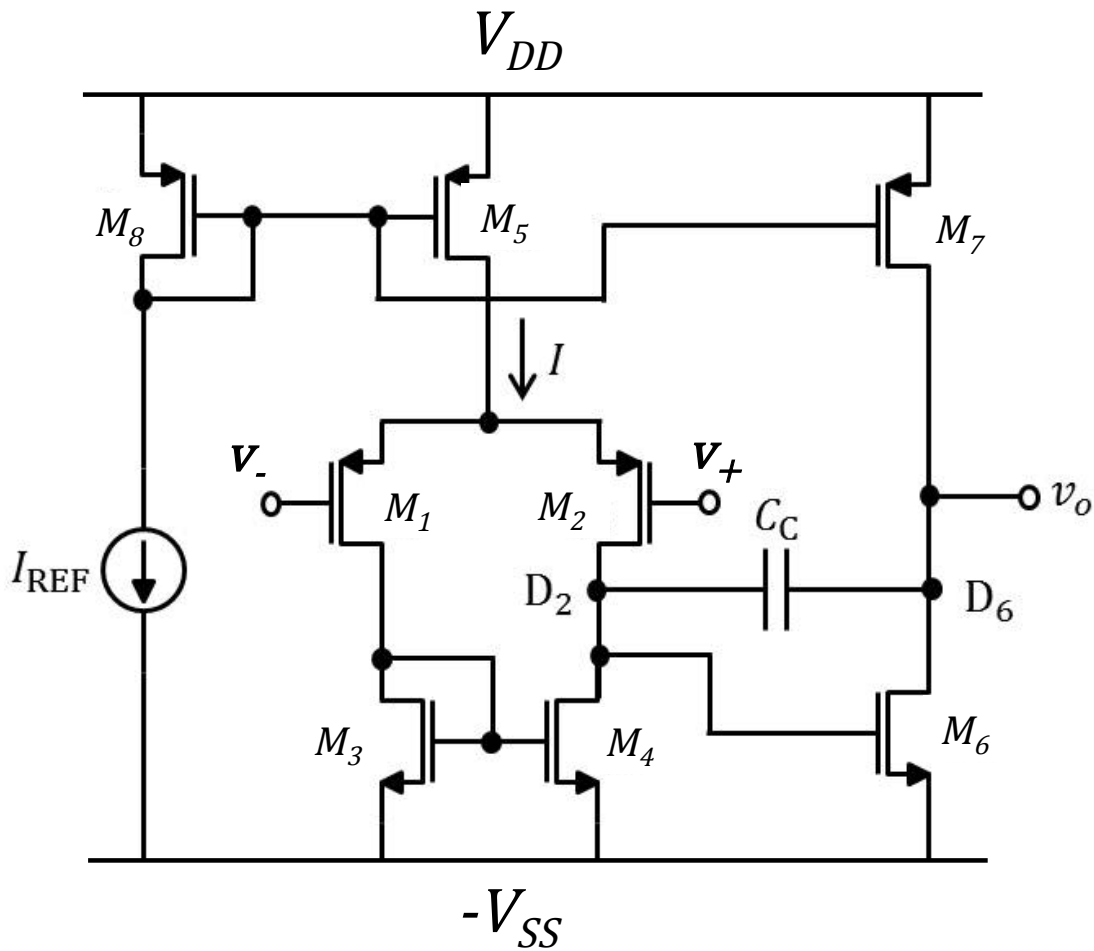 V_DD
M_8
M_5
M_7
I
v_-
v_+
M_1
M_2
C_C
v_o
I_REF
D_2
D_6
M_3
M_4
M_6
-V_SS